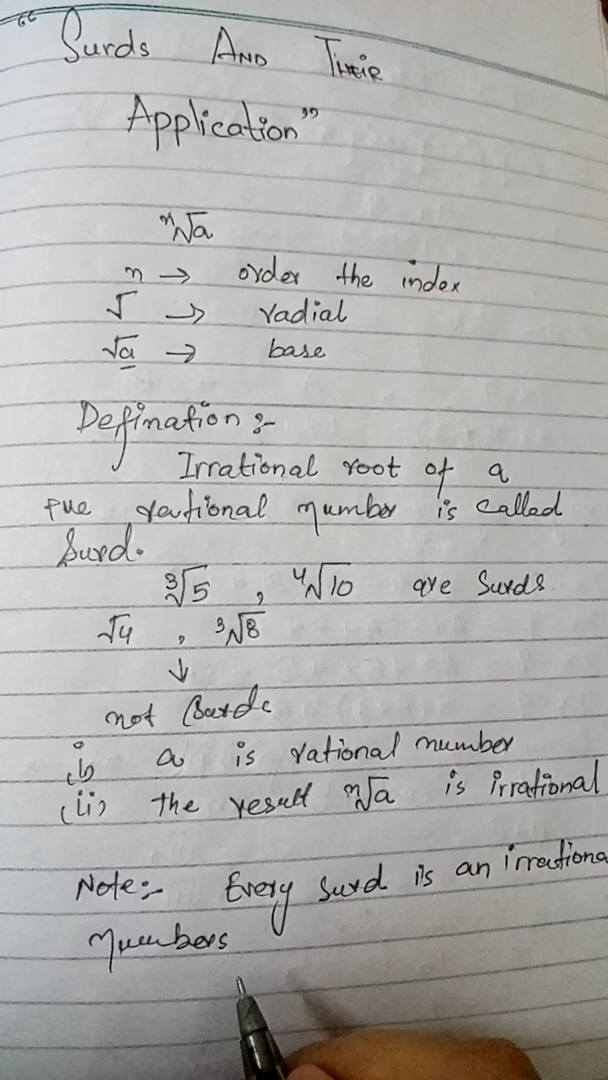 "Surds AND THEIR
Application"
ⁿ√a
n → order the index
√ → radial
√a → base
Defination :-
Irrational root of a
+ve rational number is called
Surd.
³√5 , ⁴√10 are Surds
√4 , ³√8
↓
not Surds
(i) a is rational number
(ii) the result ⁿ√a is irrational
Note:- Every surd is an irrationa
numbers